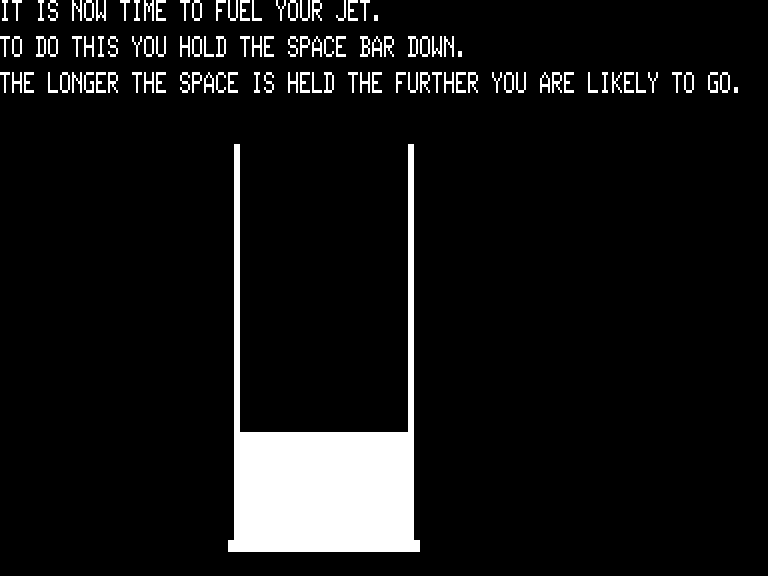 IT IS NOW TIME TO FUEL YOUR JET.
TO DO THIS YOU HOLD THE SPACE BAR DOWN.
THE LONGER THE SPACE IS HELD THE FURTHER YOU ARE LIKELY TO GO.